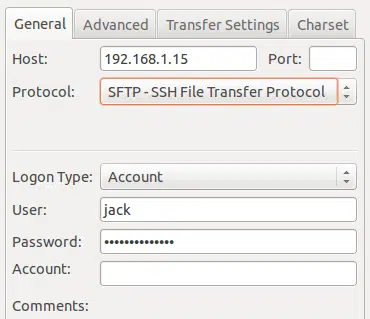 General Advanced Transfer Settings Charset
Host: 192.168.1.15 Port:
Protocol: SFTP - SSH File Transfer Protocol
Logon Type: Account
User: jack
Password: ••••••••••••••
Account:
Comments: